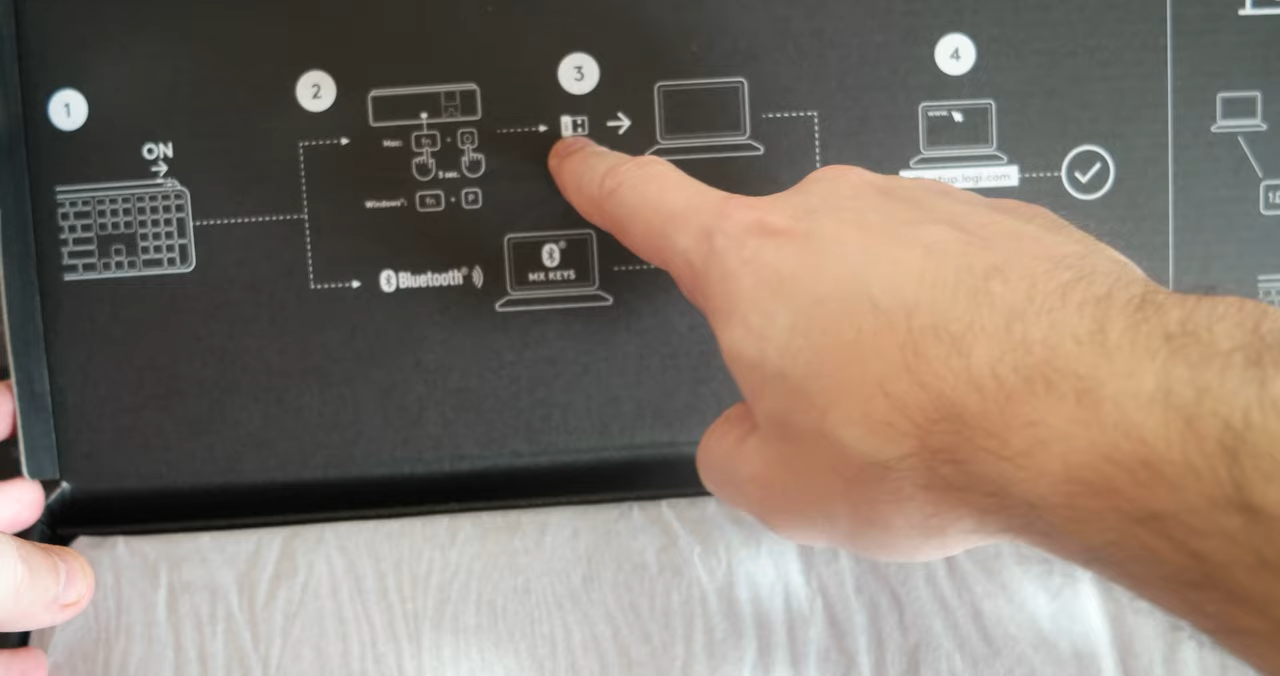 1
ON
2
Mac: fn + O
3 sec.
Windows®: fn + P
Bluetooth®
3
MX KEYS
4
www.
.logi.com